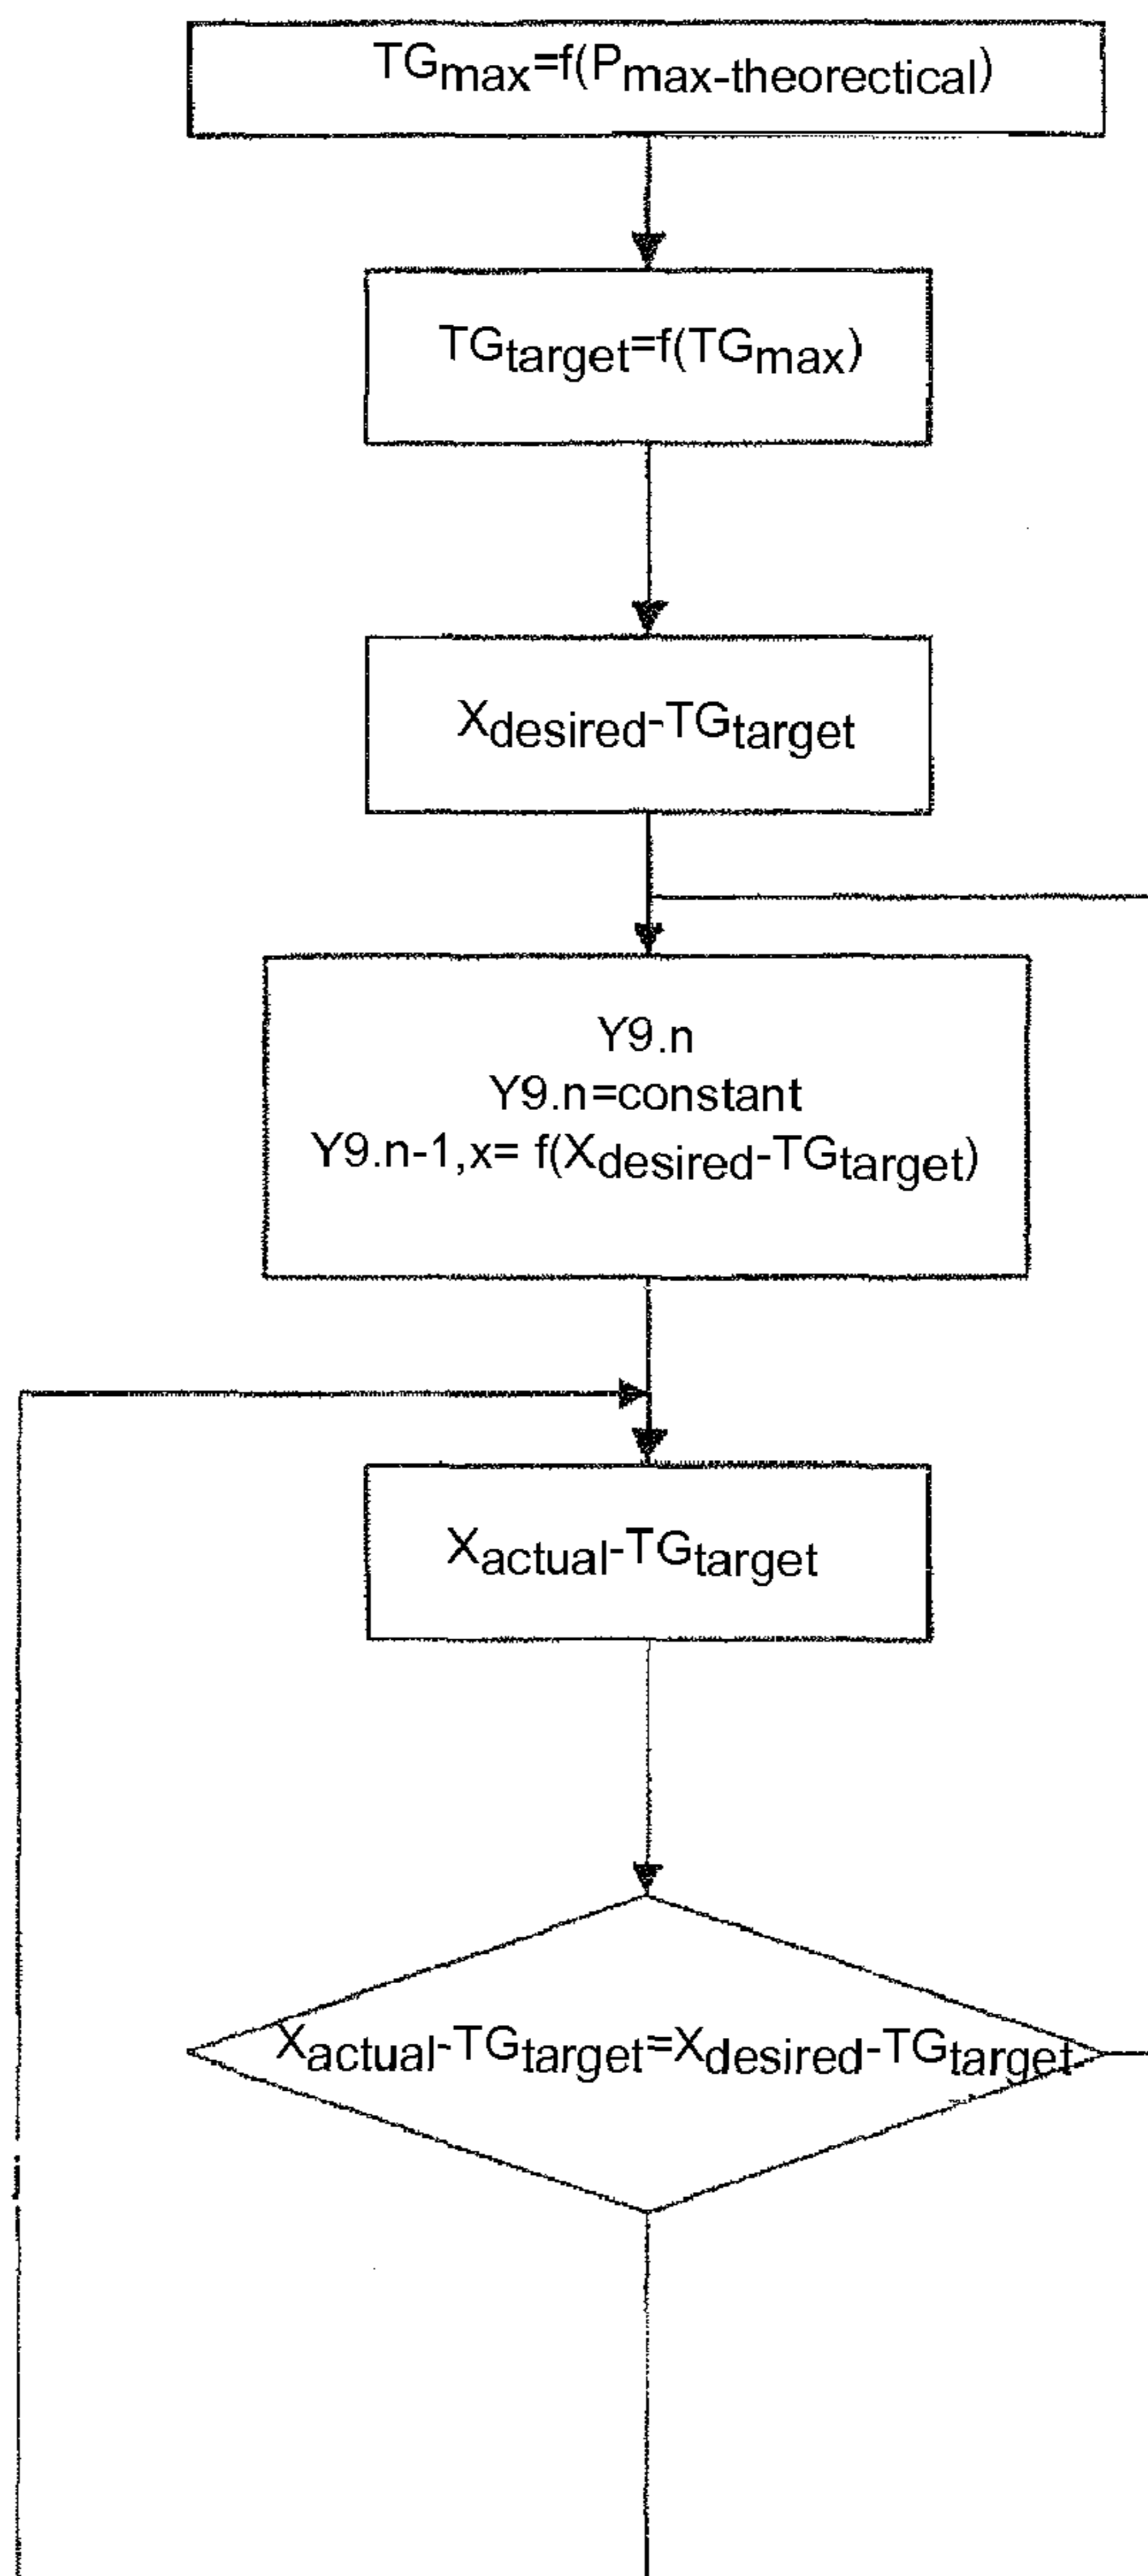 TGmax=f(Pmax-theorectical)
TGtarget=f(TGmax)
Xdesired-TGtarget
Y9.n
Y9.n=constant
Y9.n-1,x= f(Xdesired-TGtarget)
Xactual-TGtarget
Xactual-TGtarget=Xdesired-TGtarget